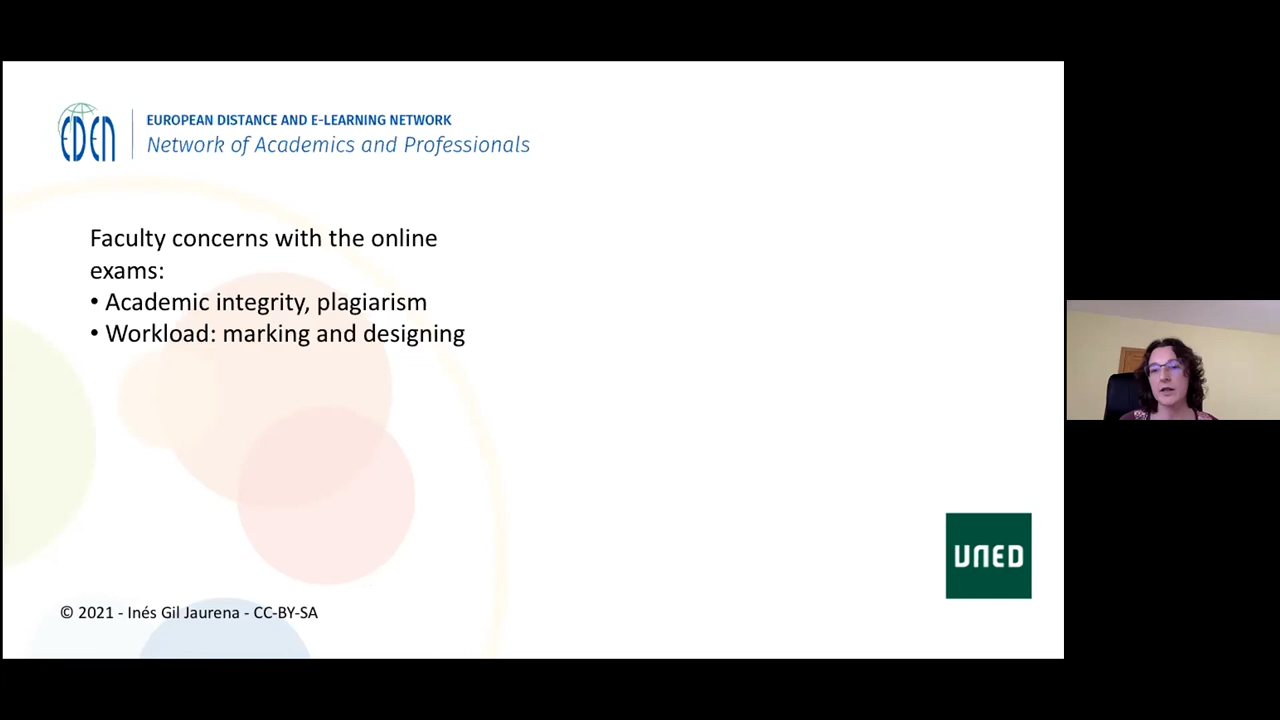 EDEN
EUROPEAN DISTANCE AND E-LEARNING NETWORK
Network of Academics and Professionals
Faculty concerns with the online
exams:
• Academic integrity, plagiarism
• Workload: marking and designing
UNED
© 2021 - Inés Gil Jaurena - CC-BY-SA